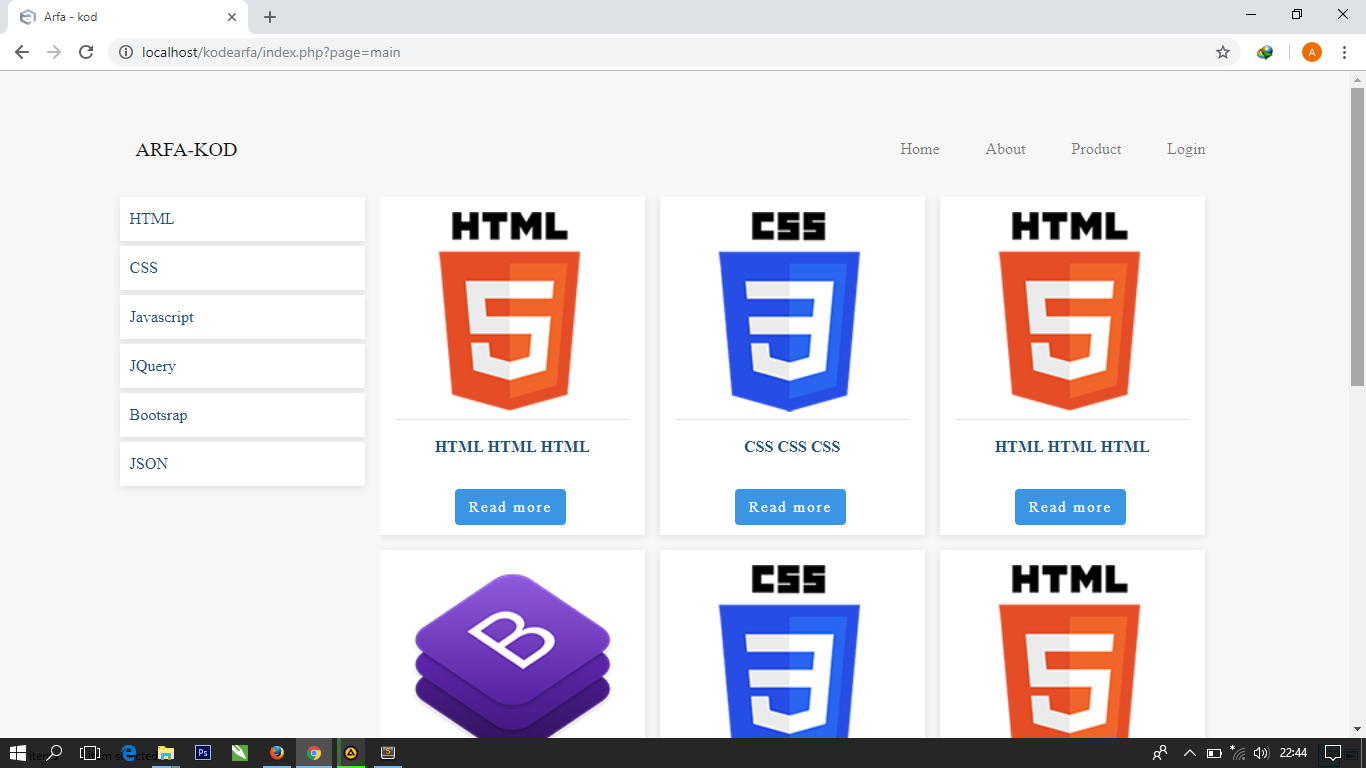 Arfa - kod
localhost/kodearfa/index.php?page=main
A
ARFA-KOD
Home About Product Login
HTML
CSS
Javascript
JQuery
Bootsrap
JSON
HTML
5
HTML HTML HTML
Read more
CSS
3
CSS CSS CSS
Read more
HTML
5
HTML HTML HTML
Read more
B
CSS
3
HTML
5
Ps
22:44